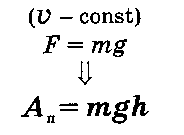 (υ – const)
F = mg
⇓
Aₙ = mgh